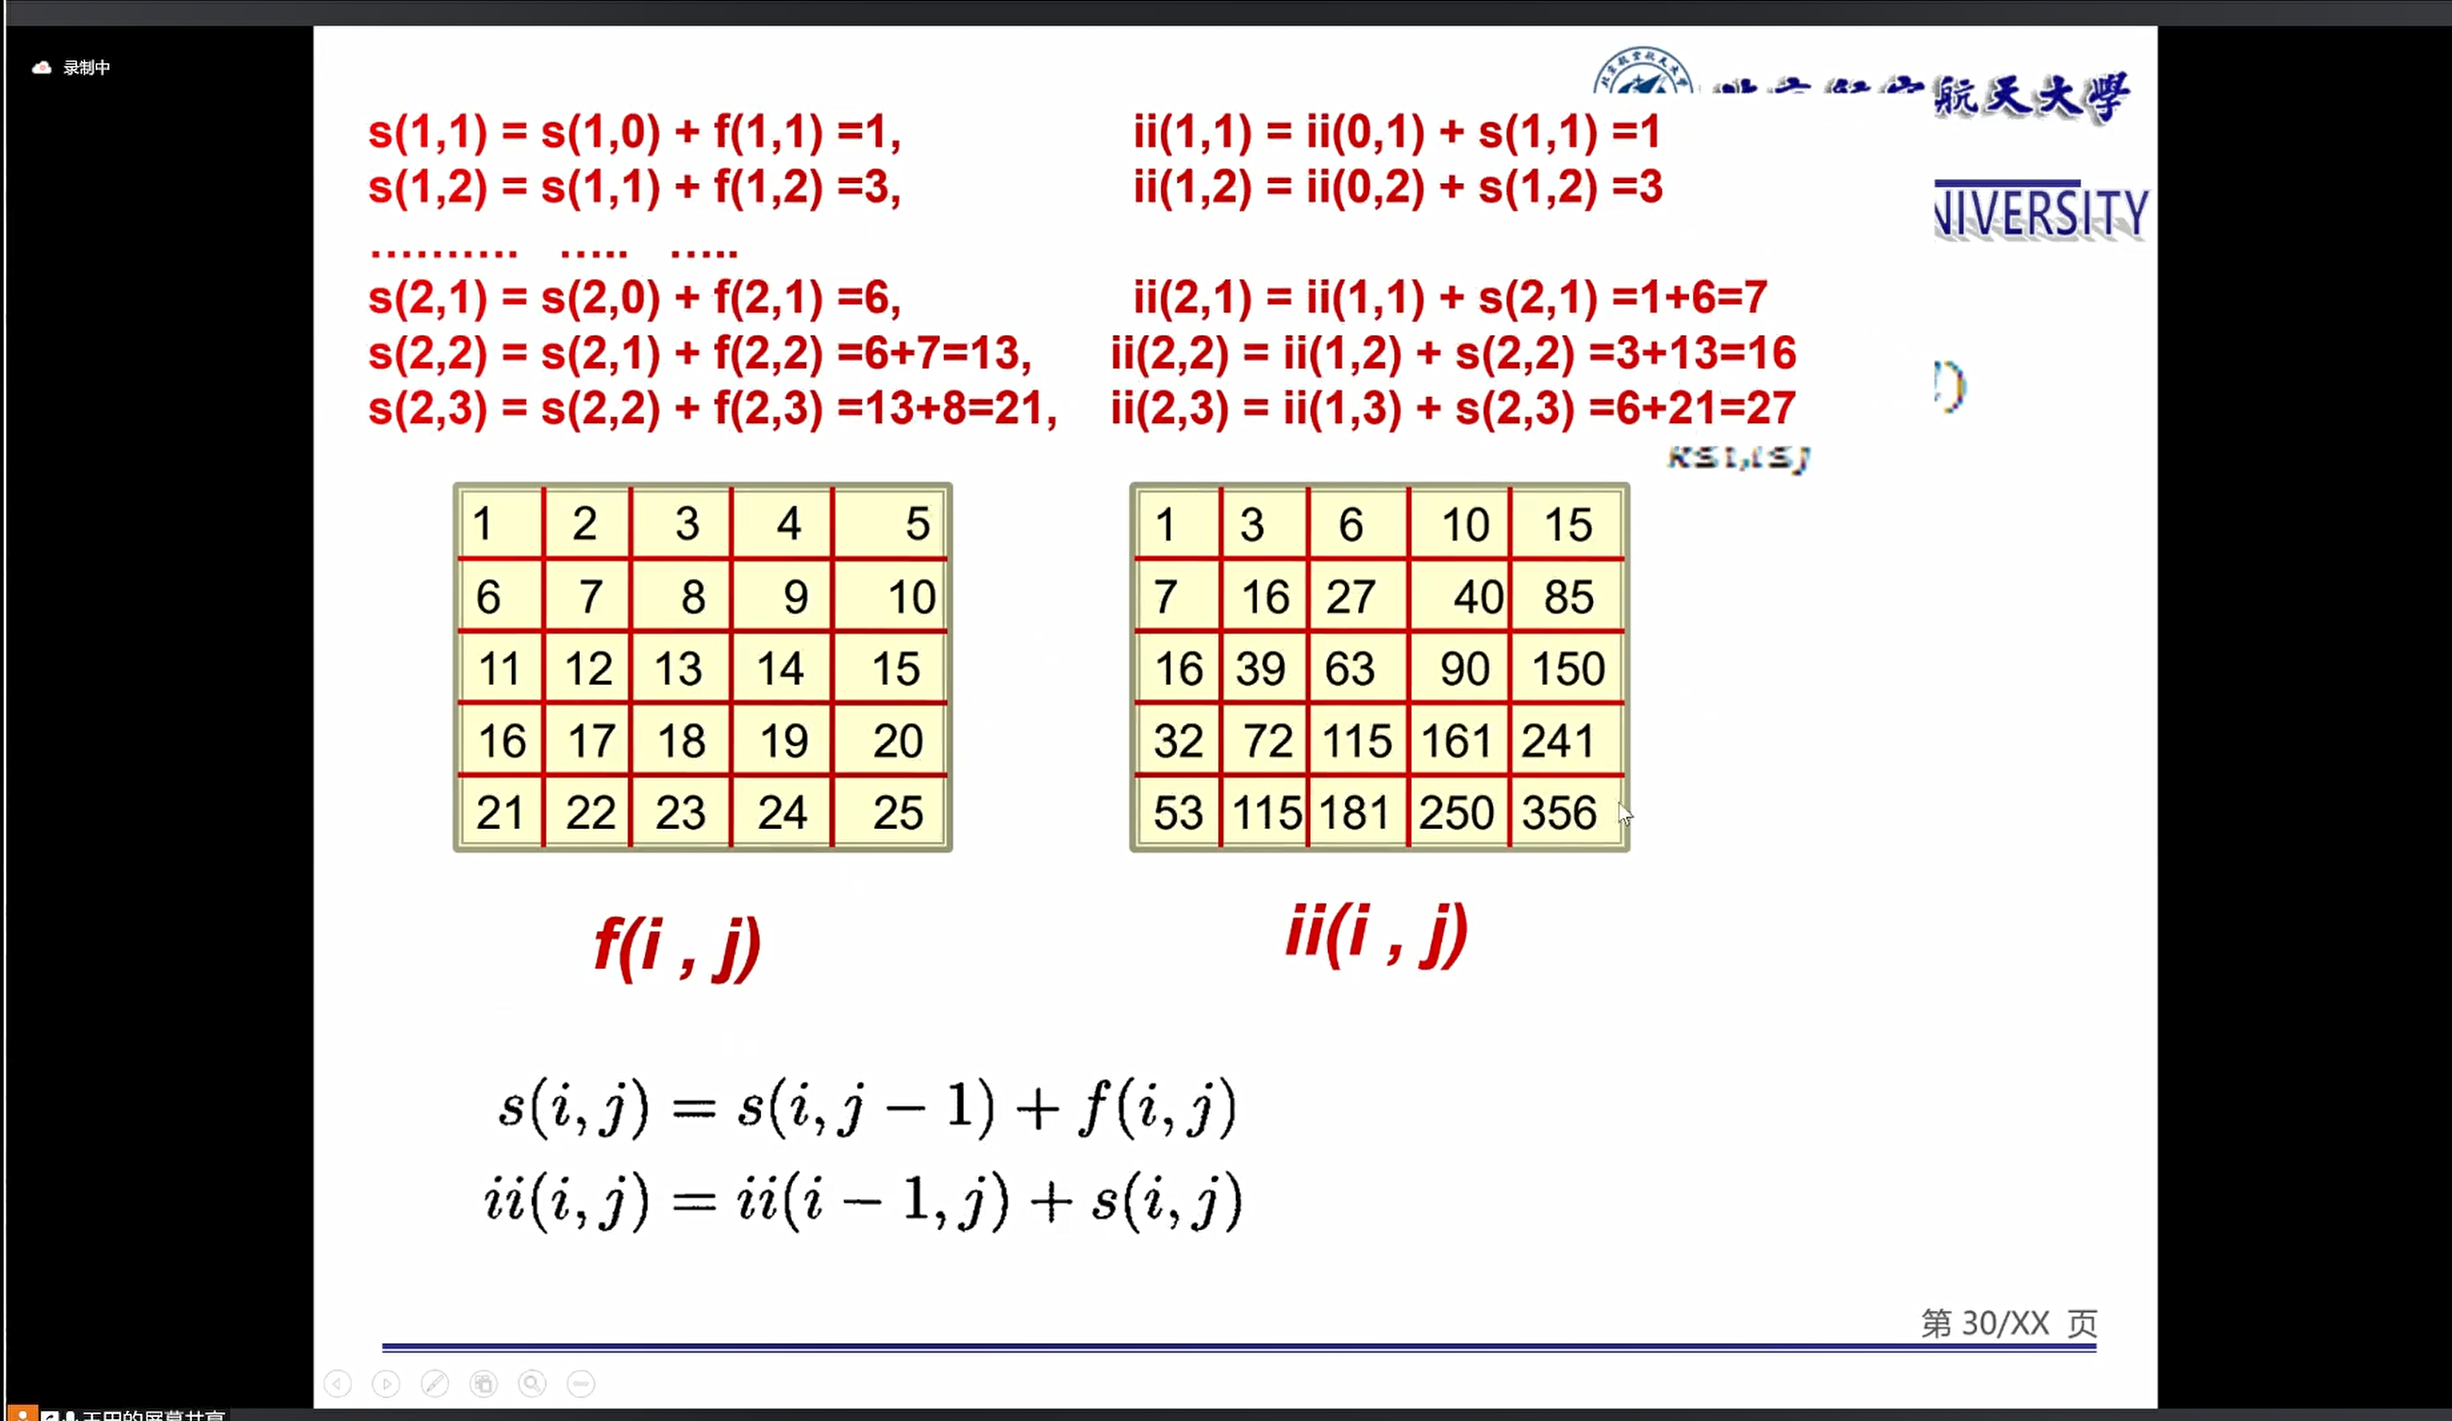 录制中
航天大學
s(1,1) = s(1,0) + f(1,1) =1, ii(1,1) = ii(0,1) + s(1,1) =1
s(1,2) = s(1,1) + f(1,2) =3, ii(1,2) = ii(0,2) + s(1,2) =3
NIVERSITY
.......... ..... .....
s(2,1) = s(2,0) + f(2,1) =6, ii(2,1) = ii(1,1) + s(2,1) =1+6=7
s(2,2) = s(2,1) + f(2,2) =6+7=13, ii(2,2) = ii(1,2) + s(2,2) =3+13=16
s(2,3) = s(2,2) + f(2,3) =13+8=21, ii(2,3) = ii(1,3) + s(2,3) =6+21=27
1 2 3 4 5
6 7 8 9 10
11 12 13 14 15
16 17 18 19 20
21 22 23 24 25
1 3 6 10 15
7 16 27 40 85
16 39 63 90 150
32 72 115 161 241
53 115 181 250 356
f(i , j)
ii(i , j)
s(i, j) = s(i, j − 1) + f(i, j)
ii(i, j) = ii(i − 1, j) + s(i, j)
第 30/XX 页